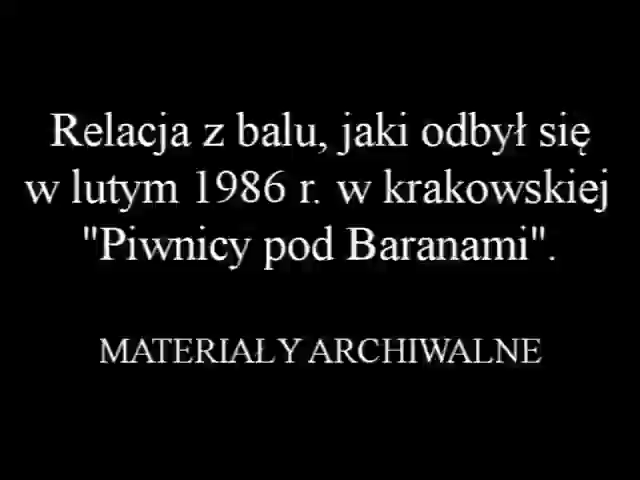 Relacja z balu, jaki odbył się
w lutym 1986 r. w krakowskiej
"Piwnicy pod Baranami".
MATERIAŁY ARCHIWALNE